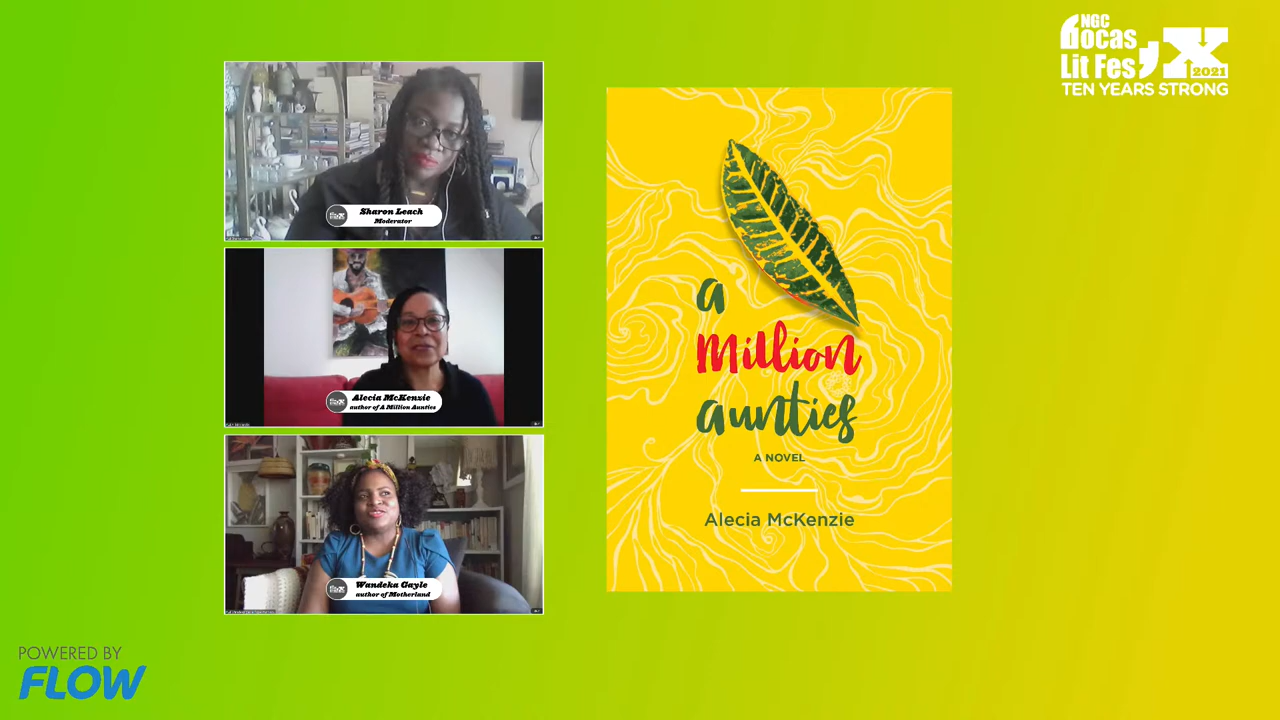 NGC
Bocas
Lit Fest
X
2021
TEN YEARS STRONG
Sharon Leach
Moderator
Alecia McKenzie
author of A Million Aunties
Wandeka Gayle
author of Motherland
a
million
aunties
A NOVEL
Alecia McKenzie
POWERED BY
FLOW